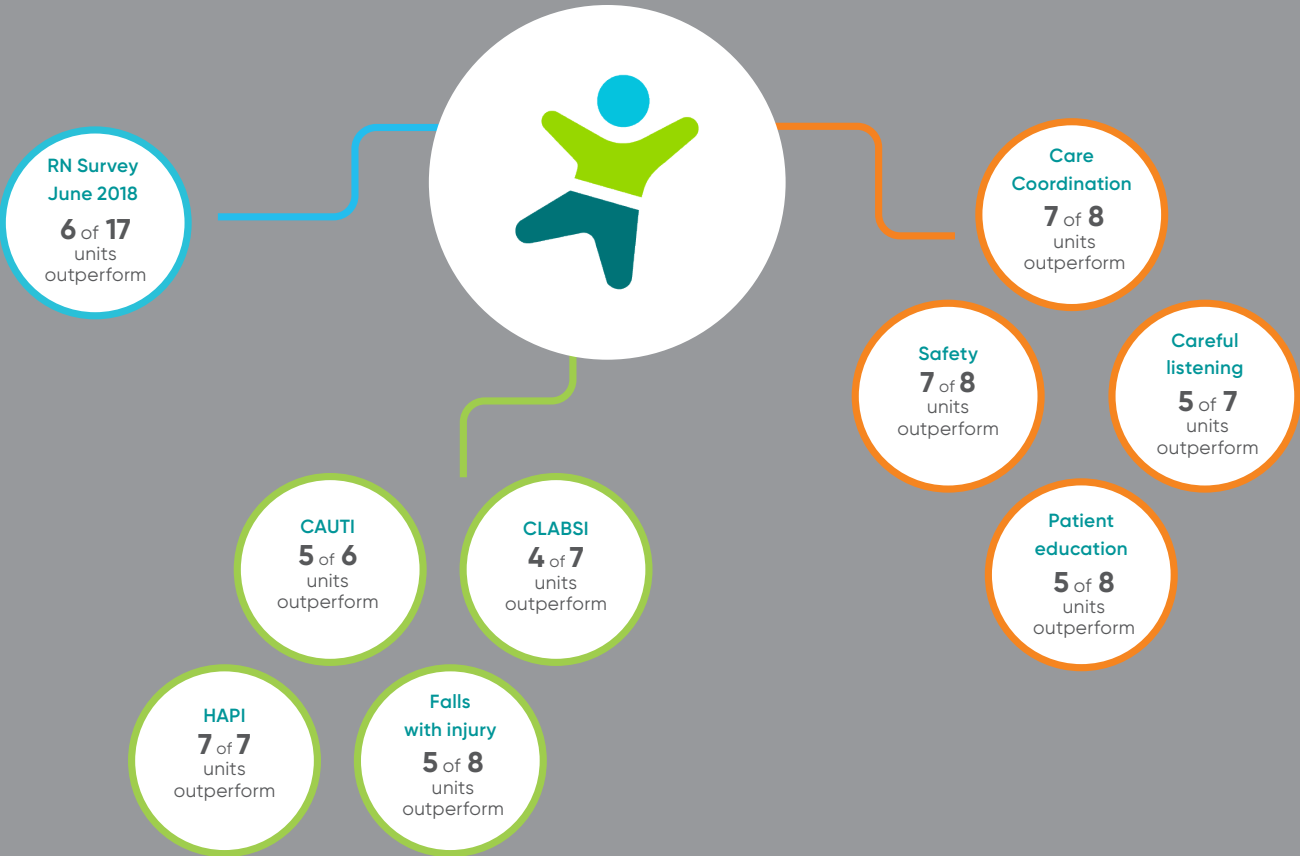 RN Survey
June 2018
6 of 17
units
outperform
Care
Coordination
7 of 8
units
outperform
Safety
7 of 8
units
outperform
Careful
listening
5 of 7
units
outperform
Patient
education
5 of 8
units
outperform
CAUTI
5 of 6
units
outperform
CLABSI
4 of 7
units
outperform
HAPI
7 of 7
units
outperform
Falls
with injury
5 of 8
units
outperform